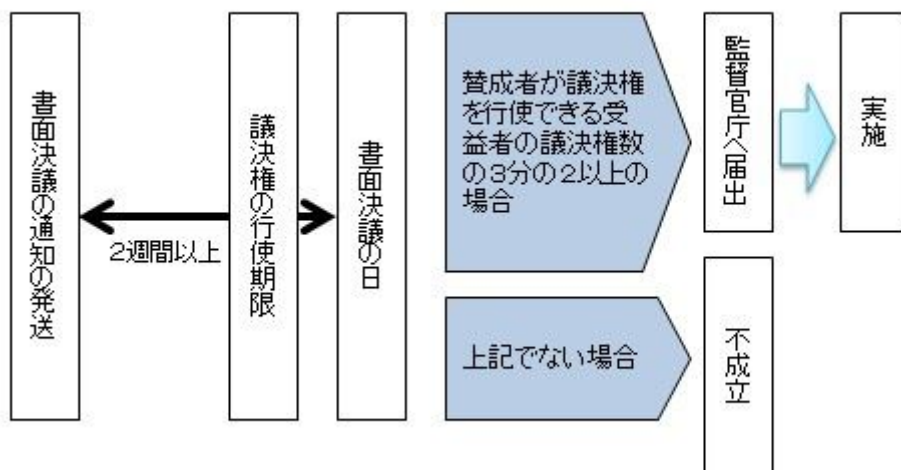 書面決議の通知の発送
2週間以上
議決権の行使期限
書面決議の日
賛成者が議決権
を行使できる受
益者の議決権数
の3分の2以上の
場合
監督官庁へ届出
実施
上記でない場合
不成立